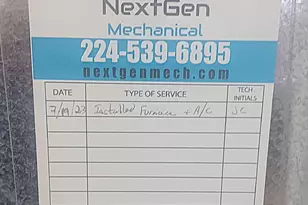 NextGen
Mechanical
224-539-6895
nextgenmech.com
DATE TYPE OF SERVICE TECH INITIALS
7/19/23 Installed Furnace + A/C JC